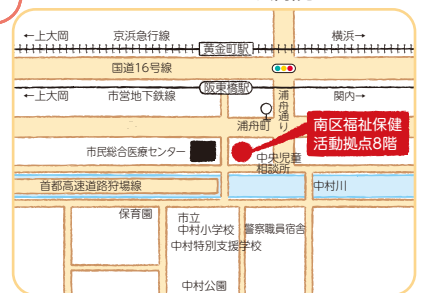 ←上大岡
京浜急行線
横浜→
黄金町駅
国道16号線
阪東橋駅
←上大岡
市営地下鉄線
関内→
浦舟通り
浦舟町
南区福祉保健
活動拠点8階
市民総合医療センター
中央児童
相談所
首都高速道路狩場線
中村川
保育園
市立
中村小学校
警察職員宿舎
中村特別支援学校
中村公園